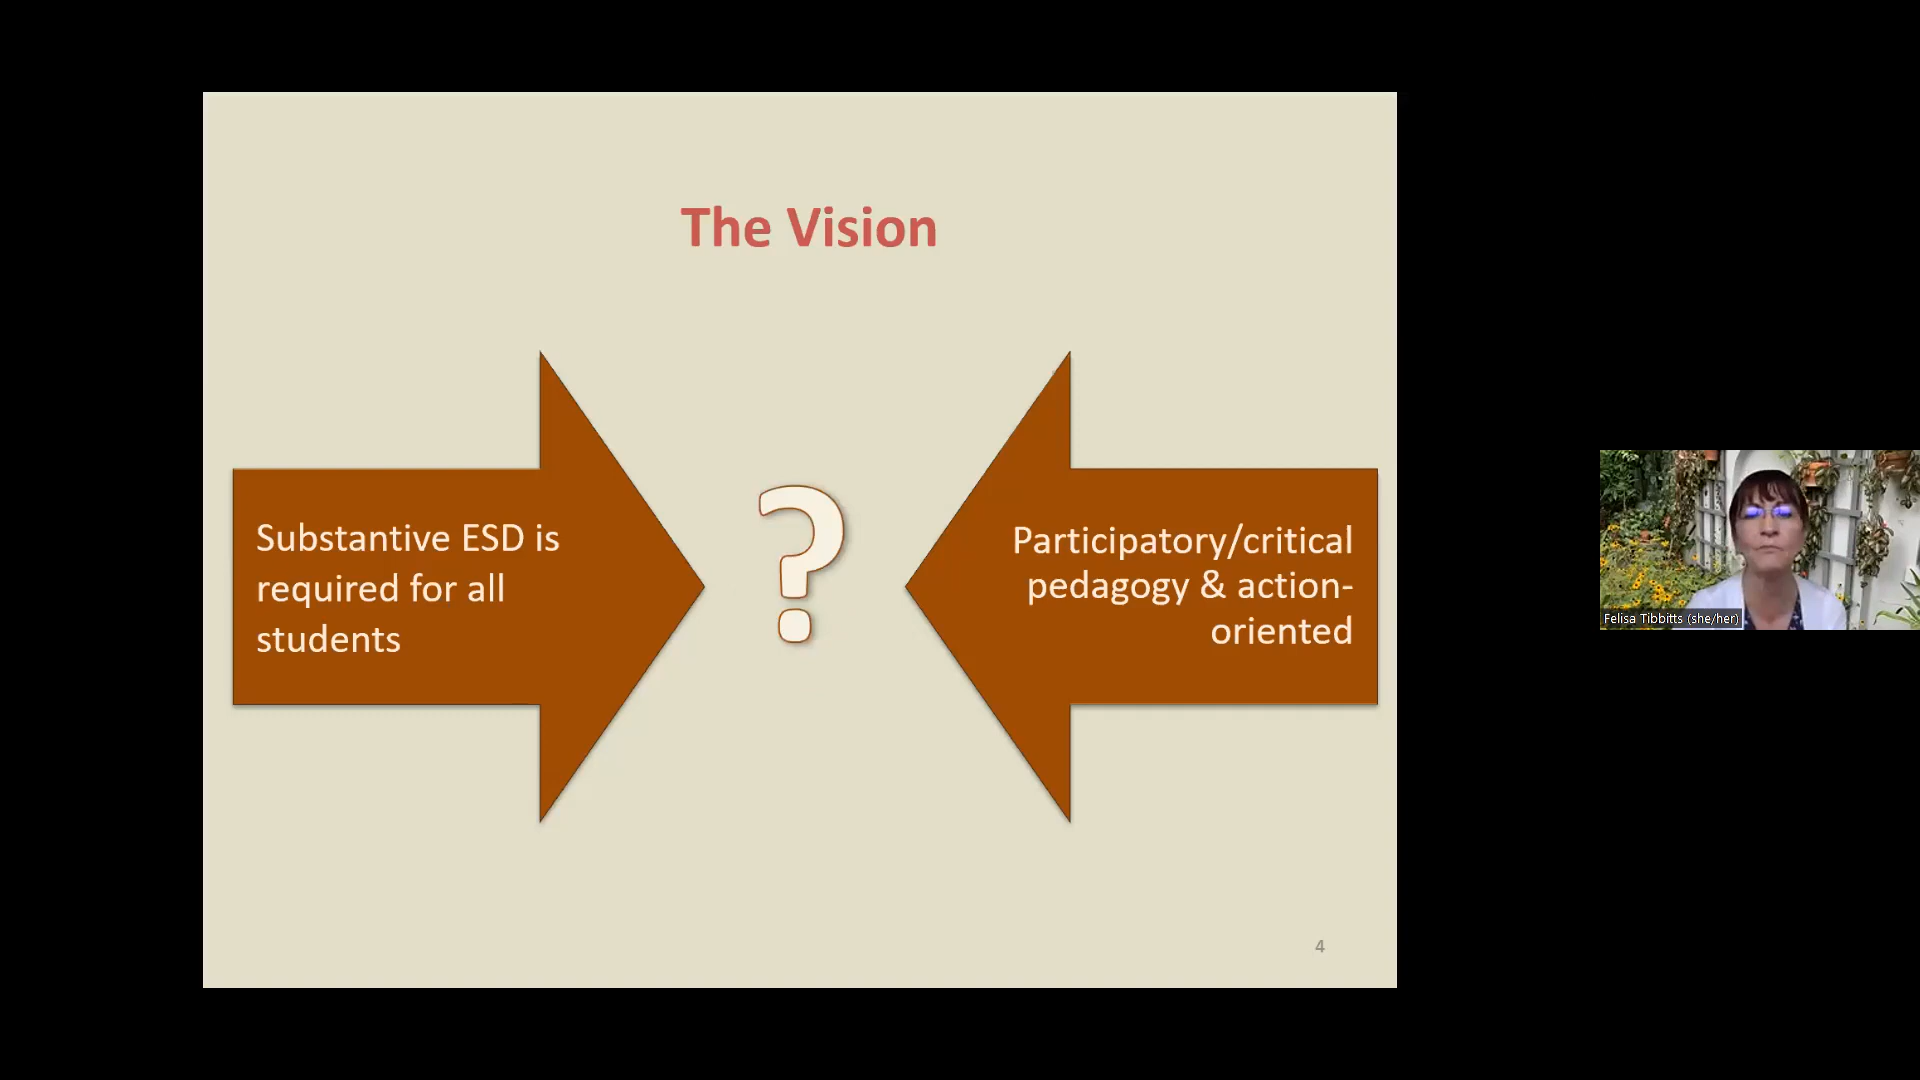 The Vision
Substantive ESD is
required for all
students
?
Participatory/critical
pedagogy & action-
oriented
4
Felisa Tibbitts (she/her)